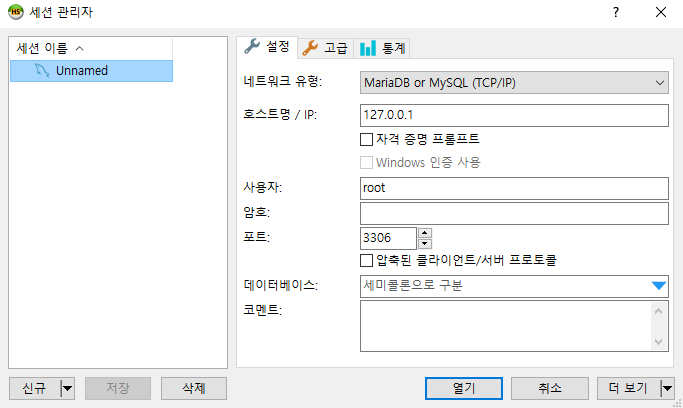 HS
세션 관리자
?
세션 이름
Unnamed
설정
고급
통계
네트워크 유형:
MariaDB or MySQL (TCP/IP)
호스트명 / IP:
127.0.0.1
자격 증명 프롬프트
Windows 인증 사용
사용자:
root
암호:
포트:
3306
압축된 클라이언트/서버 프로토콜
데이터베이스:
세미콜론으로 구분
코멘트:
신규
저장
삭제
열기
취소
더 보기